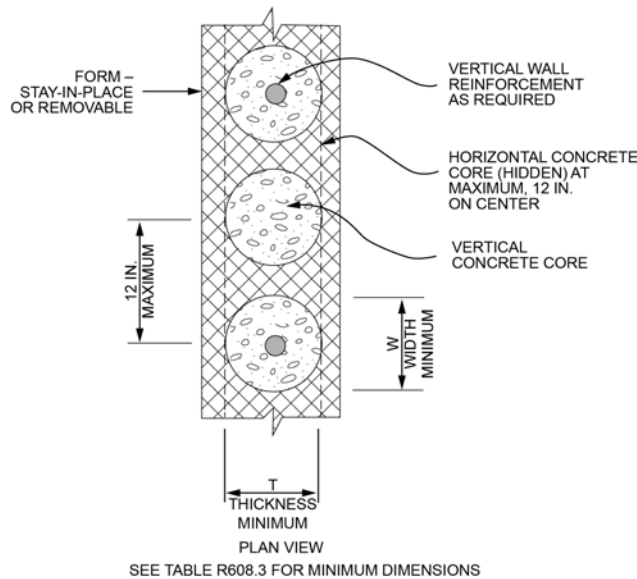 FORM –
STAY-IN-PLACE
OR REMOVABLE
VERTICAL WALL
REINFORCEMENT
AS REQUIRED
HORIZONTAL CONCRETE
CORE (HIDDEN) AT
MAXIMUM, 12 IN.
ON CENTER
VERTICAL
CONCRETE CORE
12 IN.
MAXIMUM
W
WIDTH
MINIMUM
T
THICKNESS
MINIMUM
PLAN VIEW
SEE TABLE R608.3 FOR MINIMUM DIMENSIONS